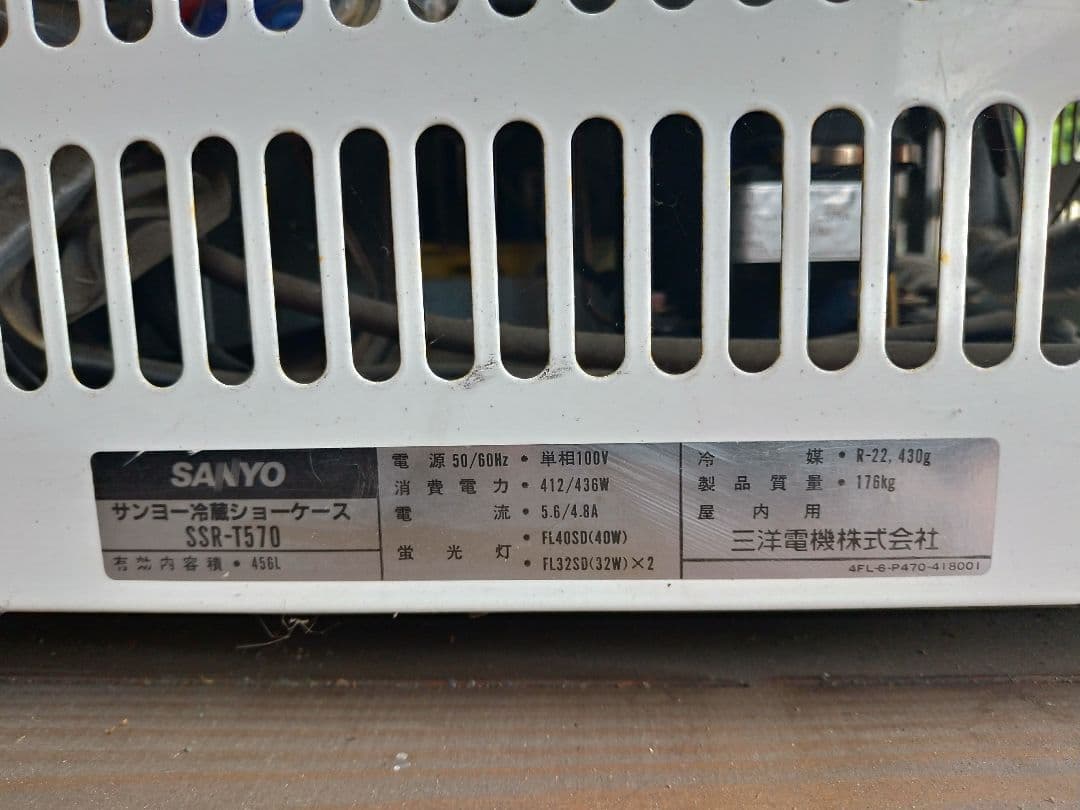 SANYO
サンヨー冷蔵ショーケース
SSR-T570
有効内容積・456L
電源 50/60Hz・単相100V
消費電力・412/436W
電流・5.6/4.8A
蛍光灯・FL40SD(40W)
・FL32SD(32W)×2
冷媒・R-22, 430g
製品質量・176kg
屋内用
三洋電機株式会社
4FL-6-P470-418001